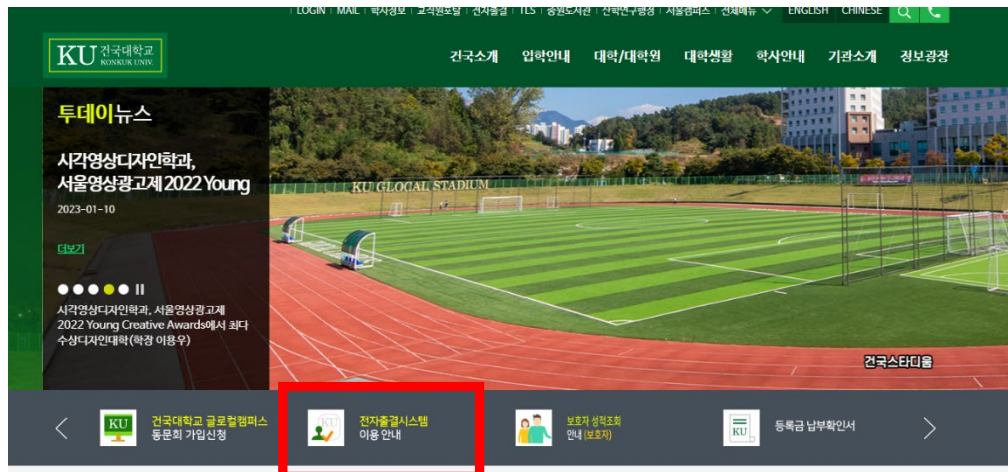 LOGIN | MAIL | 학사정보 | 교직원포탈 | 전자출결 | TLS | 중원도서관 | 산학연구행정 | 서울캠퍼스 | 전체메뉴
ENGLISH CHINESE
KU 건국대학교
KONKUK UNIV.
건국소개 입학안내 대학/대학원 대학생활 학사안내 기관소개 정보광장
투데이뉴스
시각영상디자인학과,
서울영상광고제 2022 Young
2023-01-10
더보기
시각영상디자인학과, 서울영상광고제
2022 Young Creative Awards에서 최다
수상디자인대학(학장 이용우)
KU GLOCAL STADIUM
건국스타디움
KU
건국대학교 글로컬캠퍼스
동문회 가입신청
KU
전자출결시스템
이용 안내
보호자 성적조회
안내 (보호자)
KU
등록금 납부확인서